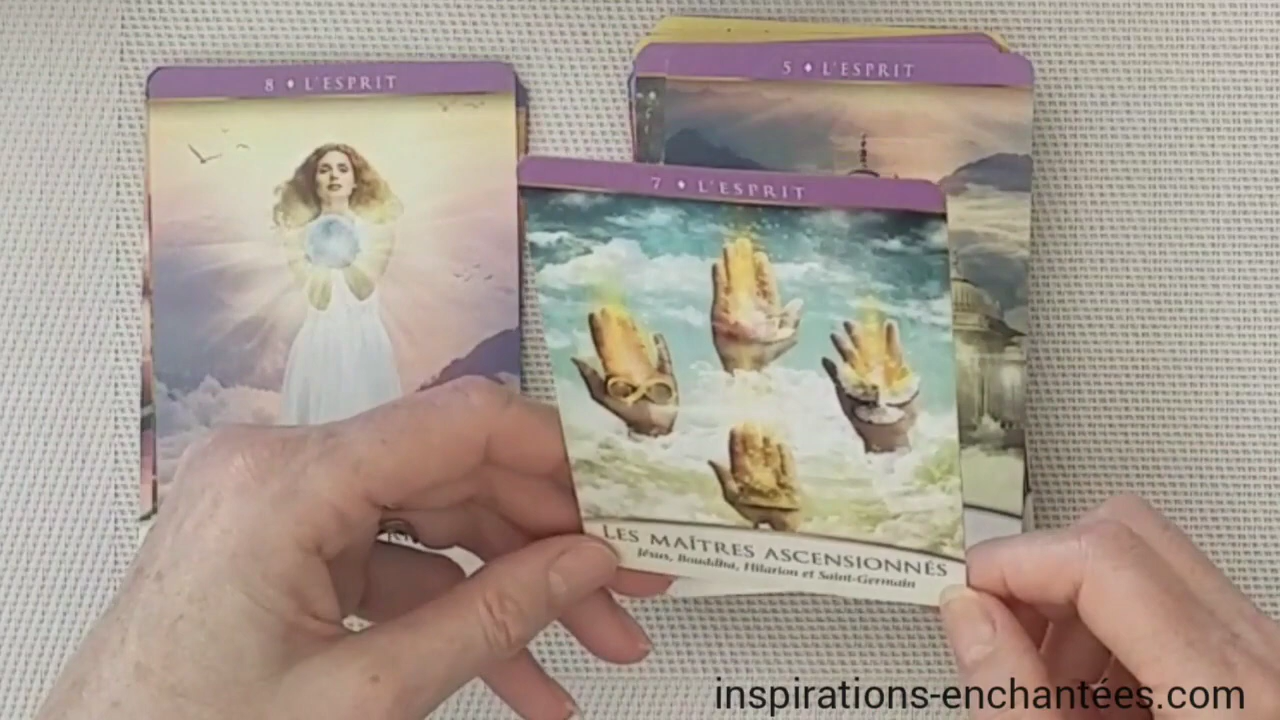 8 ♦ L'ESPRIT
5 ♦ L'ESPRIT
7 ♦ L'ESPRIT
LES MAÎTRES ASCENSIONNÉS
Jésus, Bouddha, Hilarion et Saint-Germain
inspirations-enchantées.com